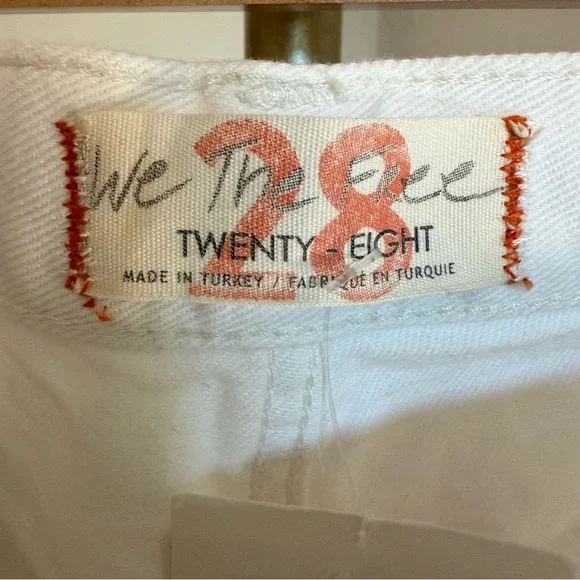 28
We The Free
TWENTY - EIGHT
MADE IN TURKEY / FABRIQUE EN TURQUIE